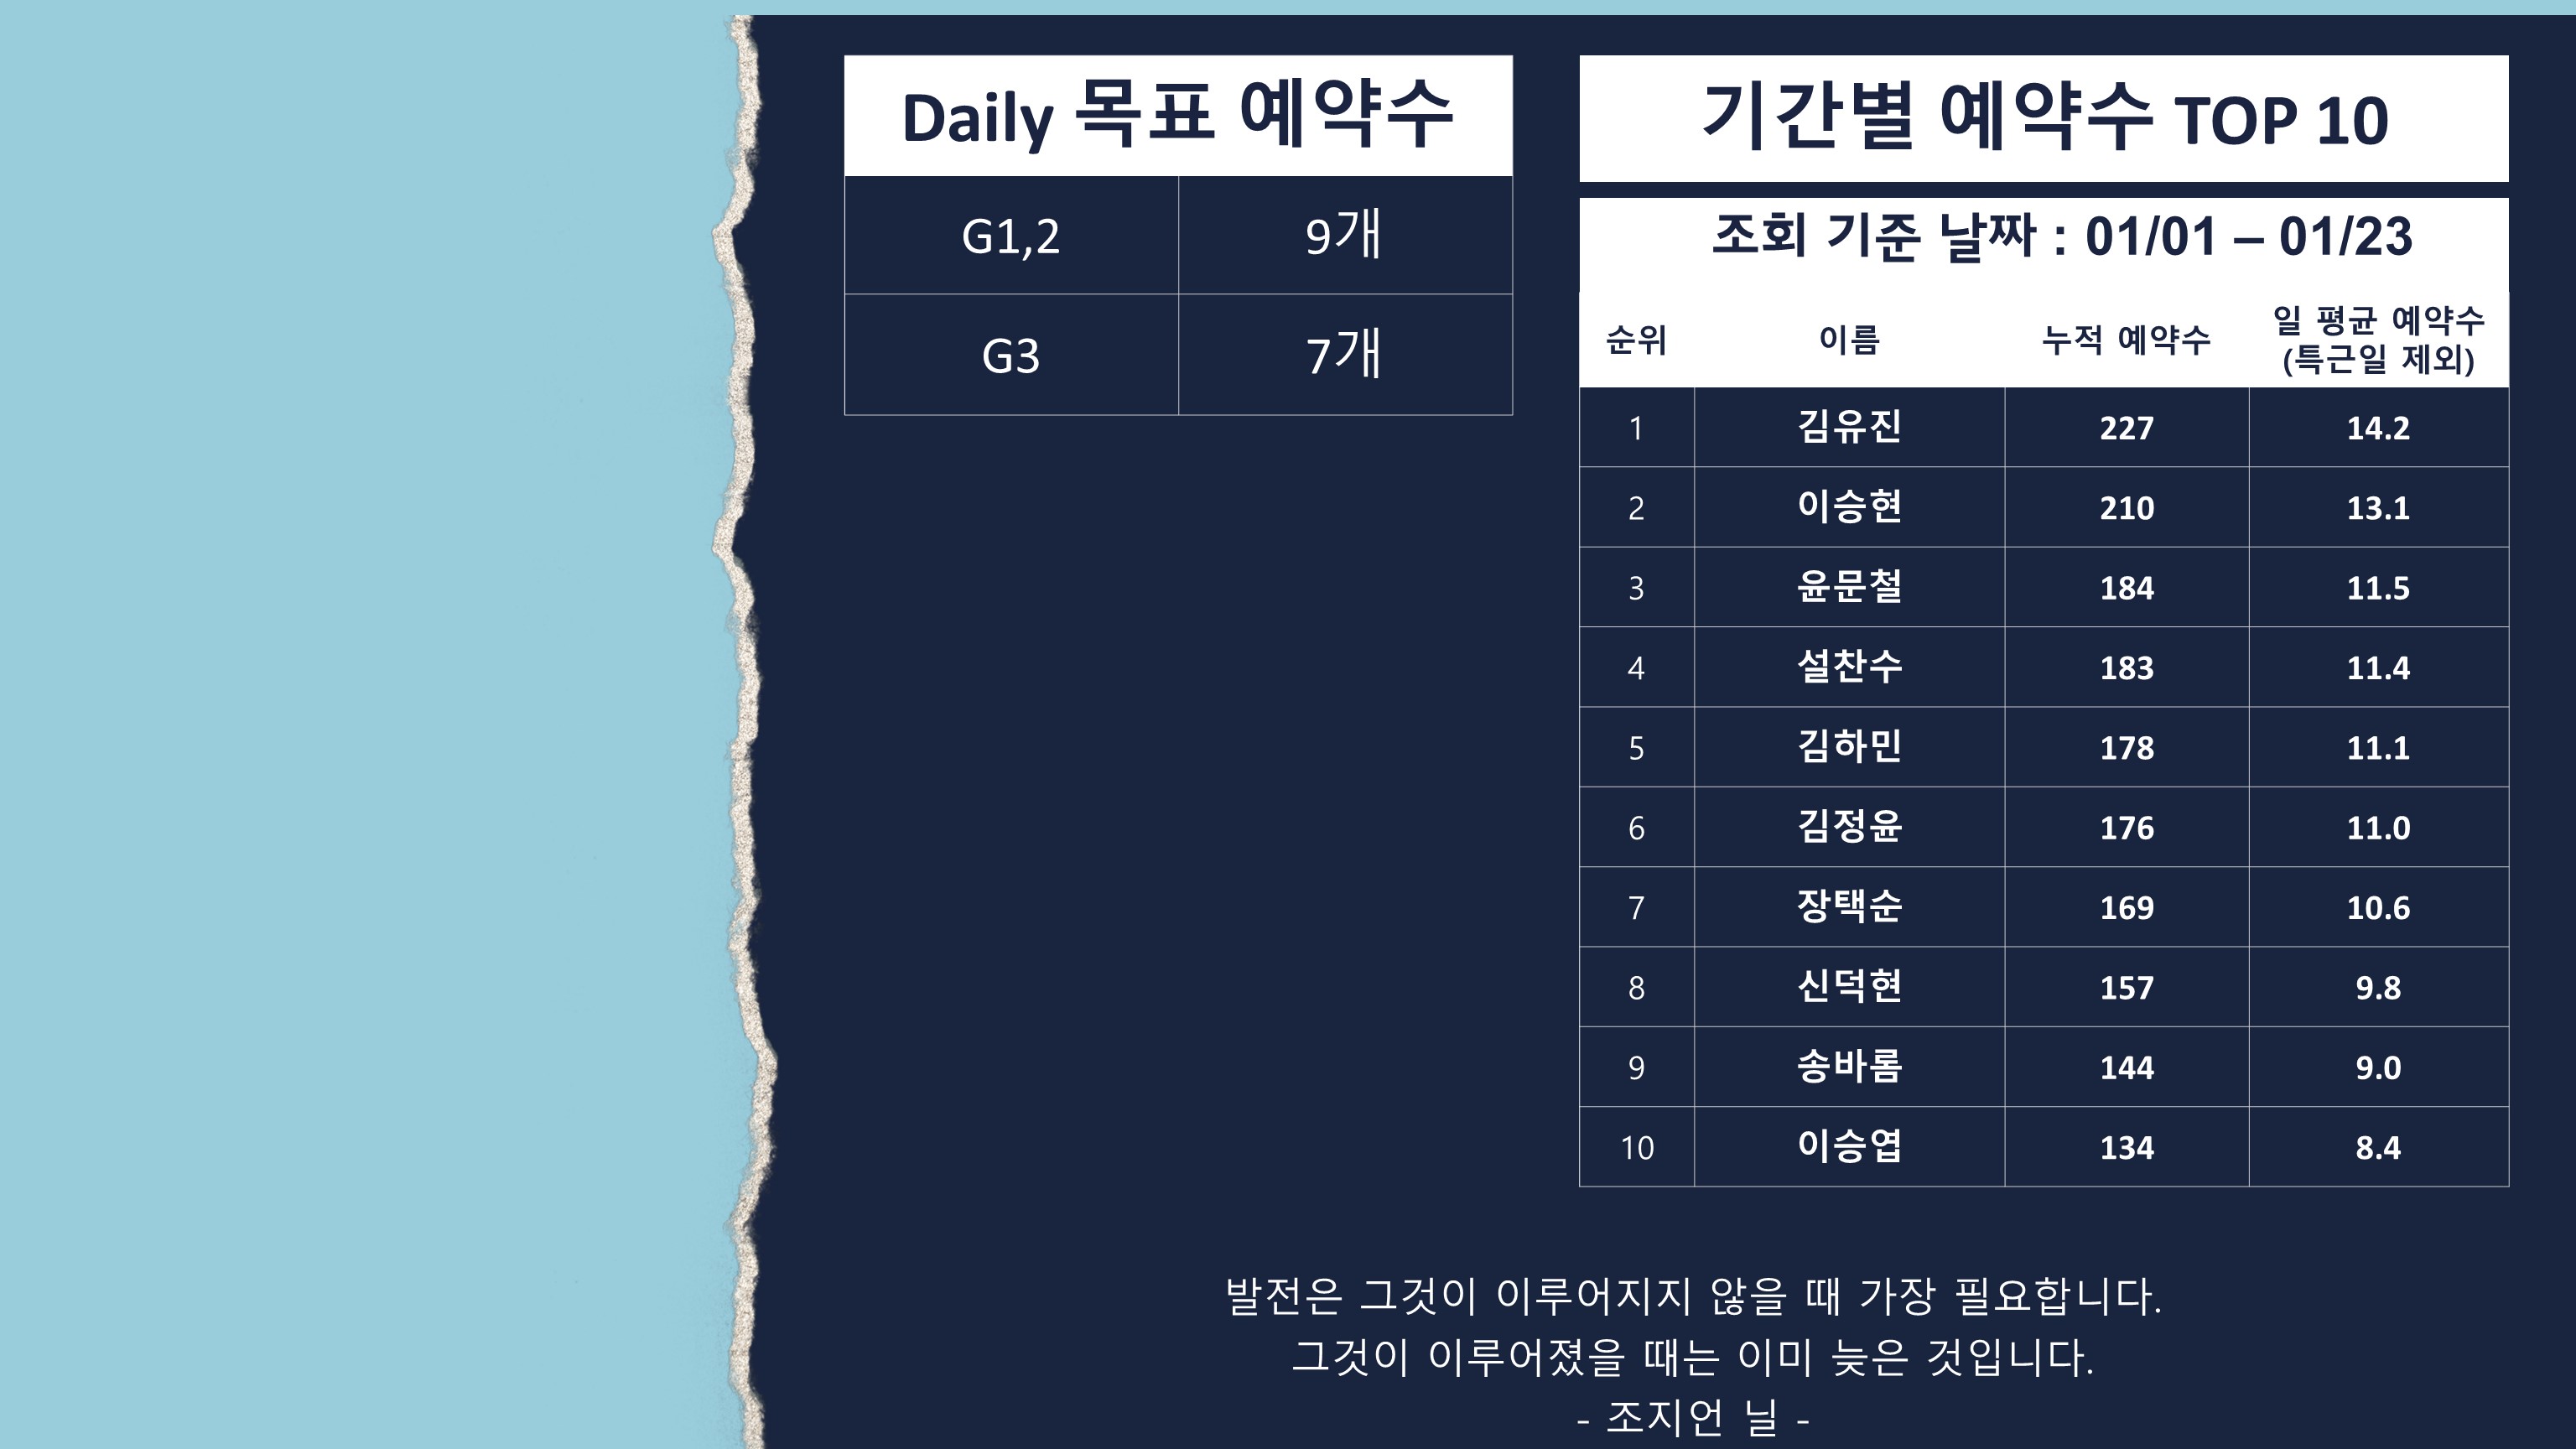 Daily 목표 예약수
G1,2 9개
G3 7개
기간별 예약수 TOP 10
조회 기준 날짜 : 01/01 – 01/23
순위 이름 누적 예약수 일 평균 예약수
(특근일 제외)
1 김유진 227 14.2
2 이승현 210 13.1
3 윤문철 184 11.5
4 설찬수 183 11.4
5 김하민 178 11.1
6 김정윤 176 11.0
7 장택순 169 10.6
8 신덕현 157 9.8
9 송바롬 144 9.0
10 이승엽 134 8.4
발전은 그것이 이루어지지 않을 때 가장 필요합니다.
그것이 이루어졌을 때는 이미 늦은 것입니다.
- 조지언 닐 -